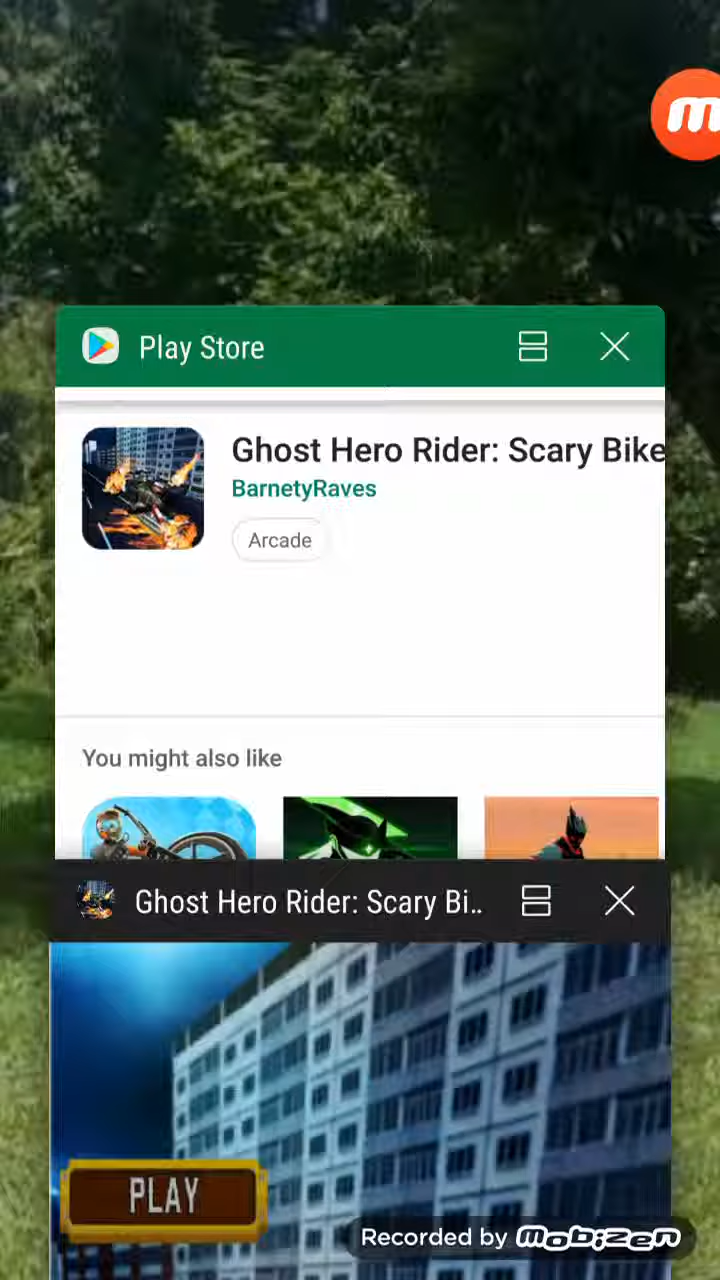 m
Play Store
Ghost Hero Rider: Scary Bike
BarnetyRaves
Arcade
You might also like
Ghost Hero Rider: Scary Bi..
PLAY
Recorded by mobizen